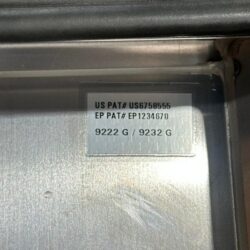 US PAT# US6758555
EP PAT# EP1234670
9222 G / 9232 G